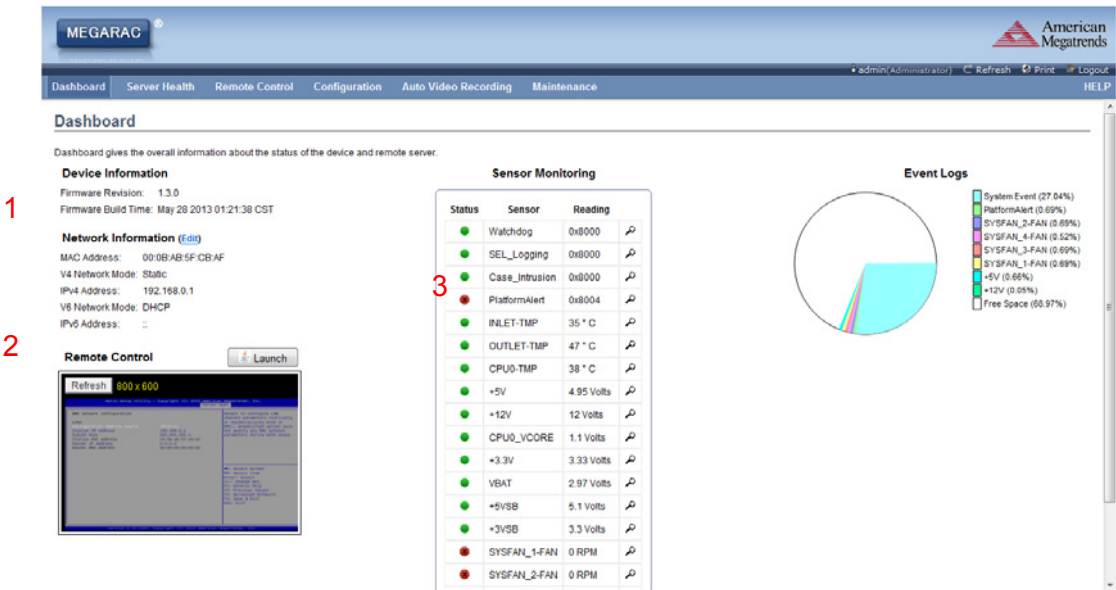 MEGARAC ®
American
Megatrends
admin(Administrator) Refresh Print Logout
Dashboard Server Health Remote Control Configuration Auto Video Recording Maintenance HELP
Dashboard
Dashboard gives the overall information about the status of the device and remote server.
1
Device Information
Firmware Revision: 1.3.0
Firmware Build Time: May 28 2013 01:21:38 CST
Network Information (Edit)
MAC Address: 00:0B:AB:5F:CB:AF
V4 Network Mode: Static
IPv4 Address: 192.168.0.1
V6 Network Mode: DHCP
IPv6 Address: ::
2
Remote Control
Launch
Refresh 800 x 600
3
Sensor Monitoring
Status Sensor Reading
Watchdog 0x8000
SEL_Logging 0x8000
Case_Intrusion 0x8000
PlatformAlert 0x8004
INLET-TMP 35 ° C
OUTLET-TMP 47 ° C
CPU0-TMP 38 ° C
+5V 4.95 Volts
+12V 12 Volts
CPU0_VCORE 1.1 Volts
+3.3V 3.33 Volts
VBAT 2.97 Volts
+5VSB 5.1 Volts
+3VSB 3.3 Volts
SYSFAN_1-FAN 0 RPM
SYSFAN_2-FAN 0 RPM
Event Logs
System Event (27.04%)
PlatformAlert (0.69%)
SYSFAN_2-FAN (0.69%)
SYSFAN_4-FAN (0.52%)
SYSFAN_3-FAN (0.69%)
SYSFAN_1-FAN (0.69%)
+5V (0.66%)
+12V (0.05%)
Free Space (68.97%)